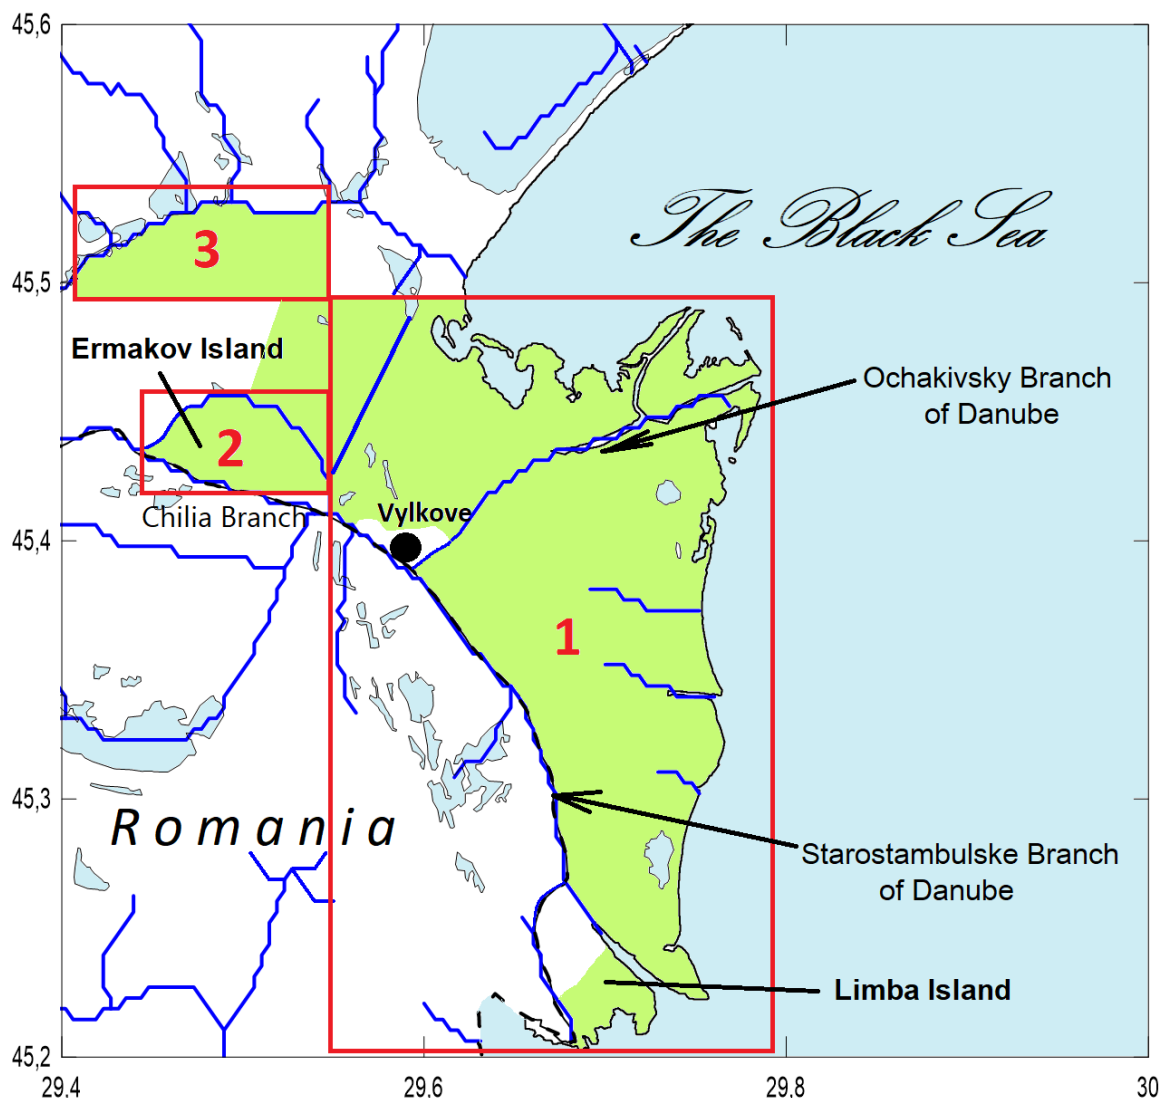 45,6
The Black Sea
3
45,5
Ermakov Island
Ochakivsky Branch
of Danube
2
Chilia Branch
Vylkove
45,4
1
45,3
Romania
Starostambulske Branch
of Danube
Limba Island
45,2
29.4
29.6
29.8
30